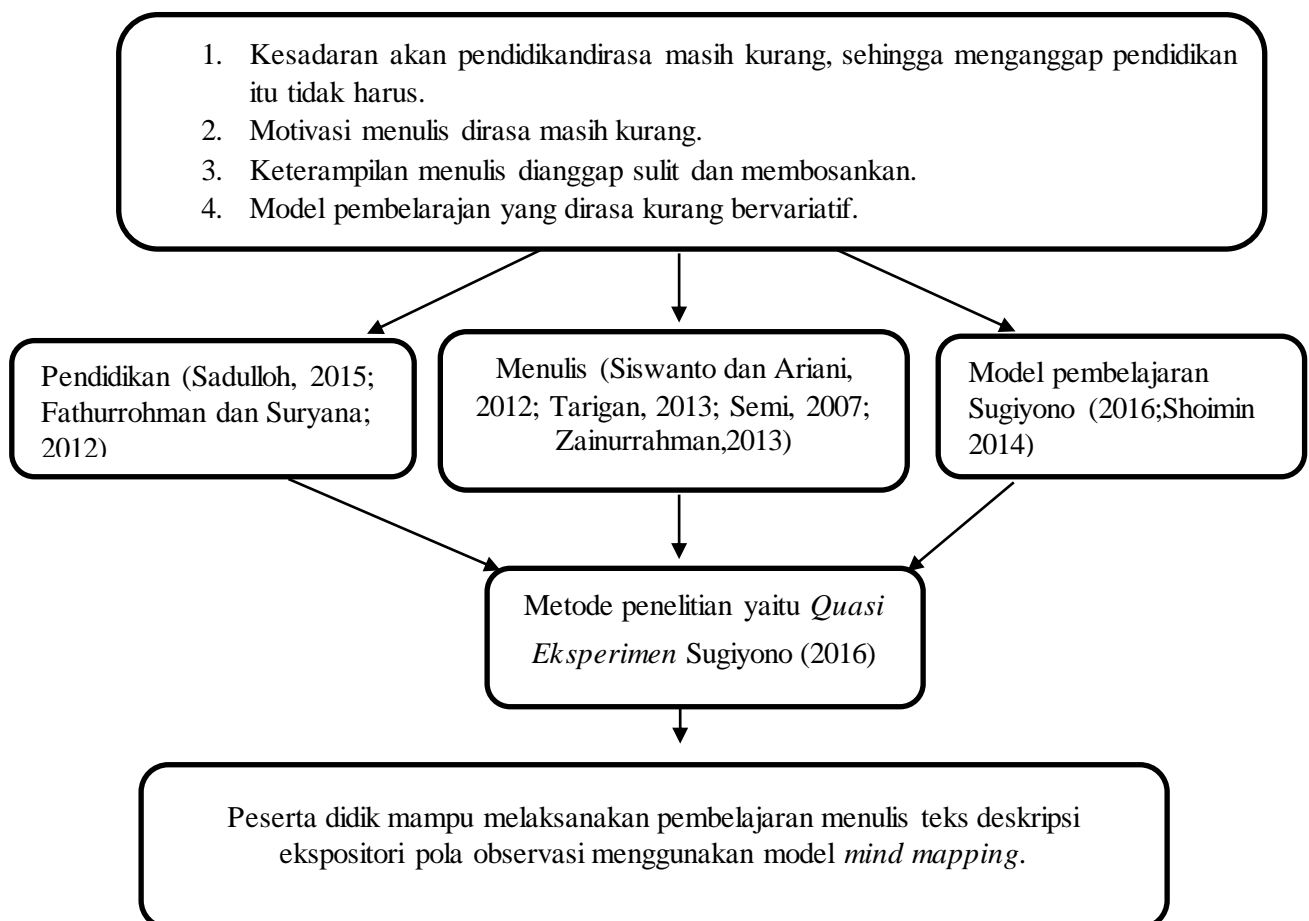 1. Kesadaran akan pendidikandirasa masih kurang, sehingga menganggap pendidikan
itu tidak harus.
2. Motivasi menulis dirasa masih kurang.
3. Keterampilan menulis dianggap sulit dan membosankan.
4. Model pembelarajan yang dirasa kurang bervariatif.
Pendidikan (Sadulloh, 2015;
Fathurrohman dan Suryana;
2012)
Menulis (Siswanto dan Ariani,
2012; Tarigan, 2013; Semi, 2007;
Zainurrahman,2013)
Model pembelajaran
Sugiyono (2016;Shoimin
2014)
Metode penelitian yaitu Quasi
Eksperimen Sugiyono (2016)
Peserta didik mampu melaksanakan pembelajaran menulis teks deskripsi
ekspositori pola observasi menggunakan model mind mapping.